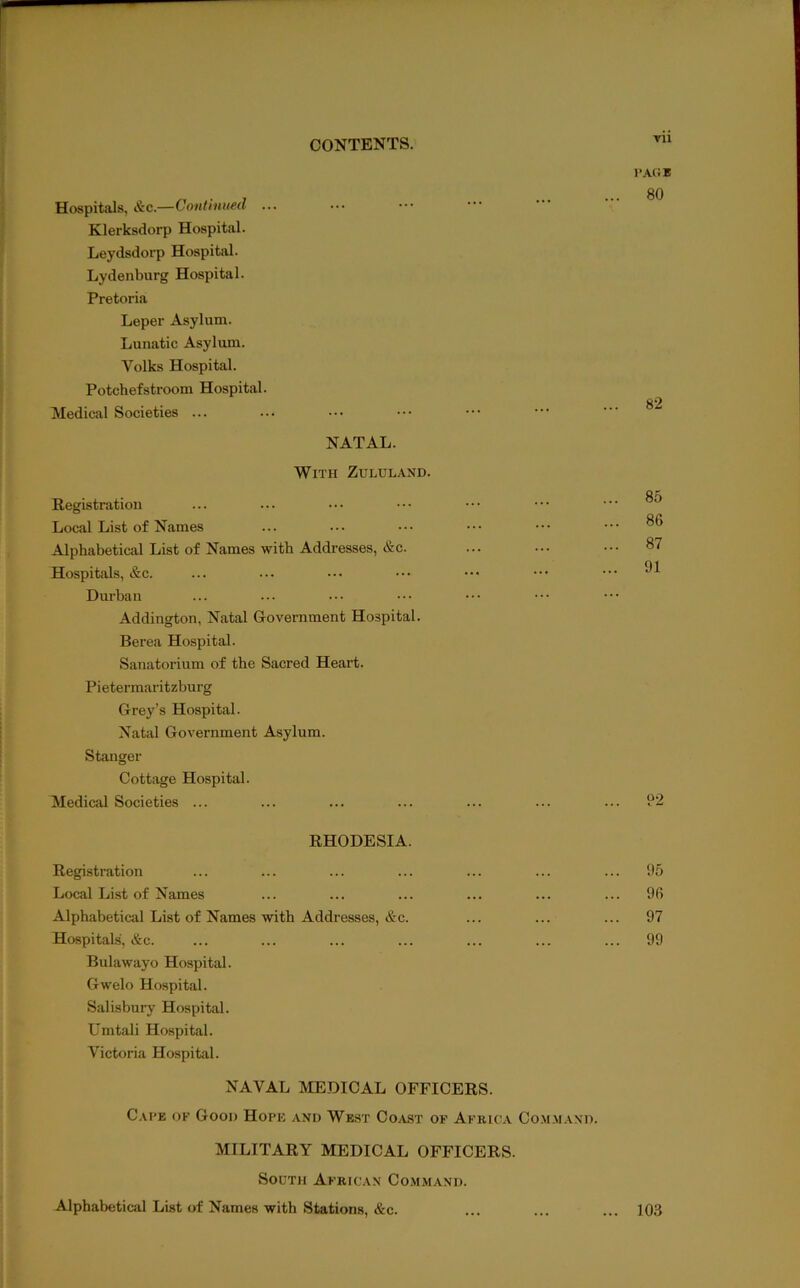 CONTENTS. vii
PAGE
Hospitals, &c.—Continued ... ... ... ... ... ... 80
Klerksdorp Hospital.
Leydsdorp Hospital.
Lydenburg Hospital.
Pretoria
Leper Asylum.
Lunatic Asylum.
Volks Hospital.
Potchefstroom Hospital.
Medical Societies ... ... ... ... ... ... ... 82
NATAL.
WITH ZULULAND.
Registration ... ... ... ... ... ... ... 85
Local List of Names ... ... ... ... ... ... 86
Alphabetical List of Names with Addresses, &c. ... ... ... 87
Hospitals, &c. ... ... ... ... ... ... ... 91
Durban ... ... ... ... ... ... ...
Addington, Natal Government Hospital.
Berea Hospital.
Sanatorium of the Sacred Heart.
Pietermaritzburg
Grey's Hospital.
Natal Government Asylum.
Stanger
Cottage Hospital.
Medical Societies ... ... ... ... ... ... ... 92
RHODESIA.
Registration ... ... ... ... ... ... ... 95
Local List of Names ... ... ... ... ... ... 96
Alphabetical List of Names with Addresses, &c. ... ... ... 97
Hospitals, &c. ... ... ... ... ... ... ... 99
Bulawayo Hospital.
Gwelo Hospital.
Salisbury Hospital.
Umtali Hospital.
Victoria Hospital.
NAVAL MEDICAL OFFICERS.
CAPE OF GOOD HOPE AND WEST COAST OF AFRICA COMMAND.
MILITARY MEDICAL OFFICERS.
SOUTH AFRICAN COMMAND.
Alphabetical List of Names with Stations, &c. ... ... ... 103